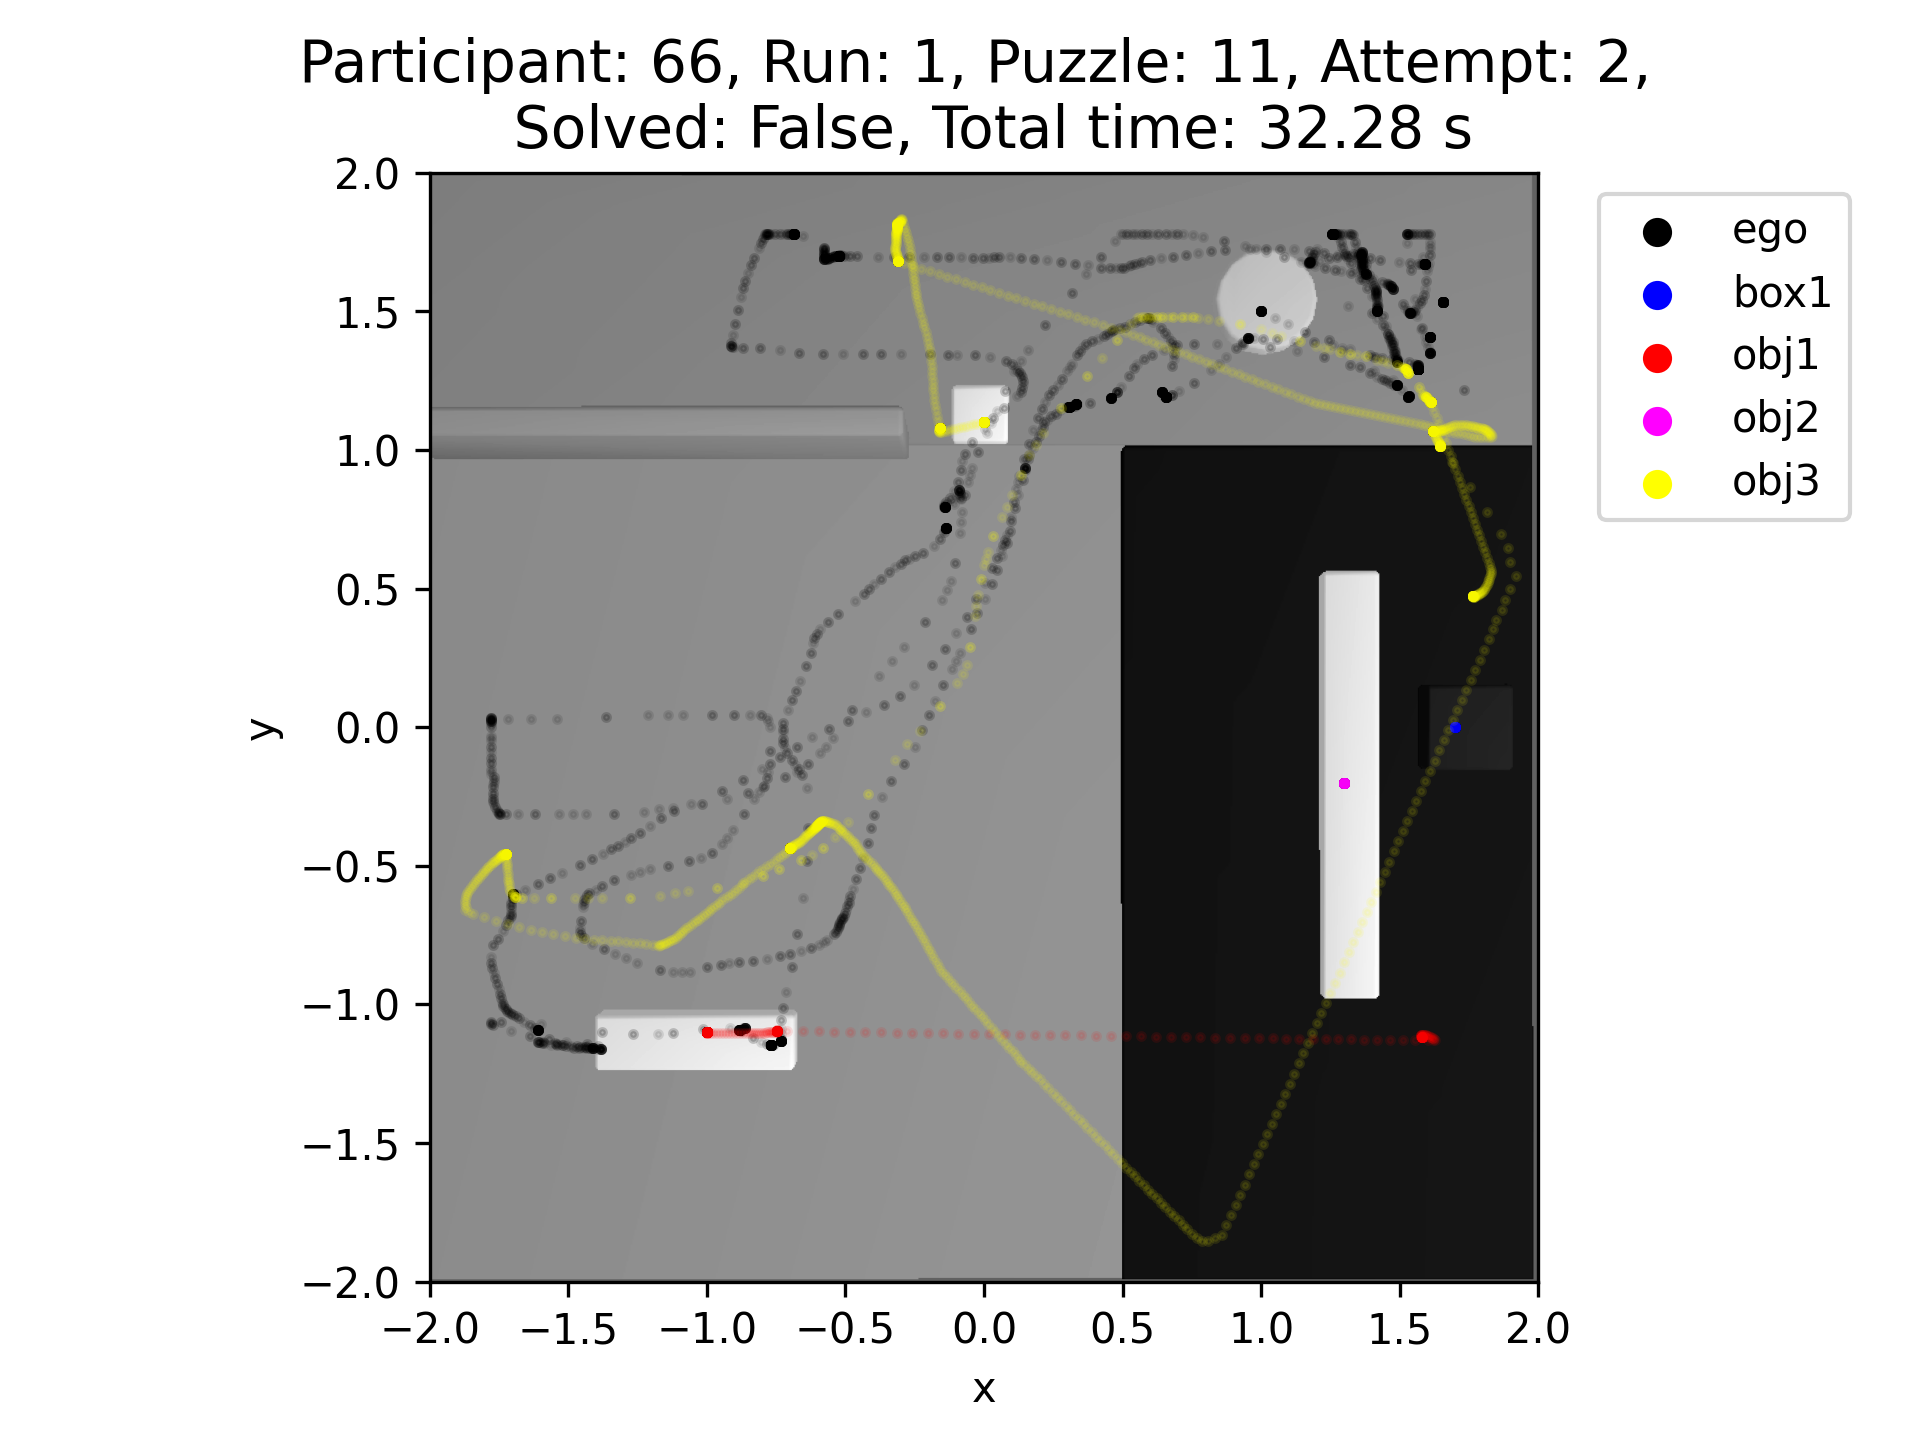 Participant: 66, Run: 1, Puzzle: 11, Attempt: 2,
Solved: False, Total time: 32.28 s
2.0
1.5
1.0
0.5
0.0
−0.5
−1.0
−1.5
−2.0
y
−2.0 −1.5 −1.0 −0.5 0.0 0.5 1.0 1.5 2.0
x
ego
box1
obj1
obj2
obj3